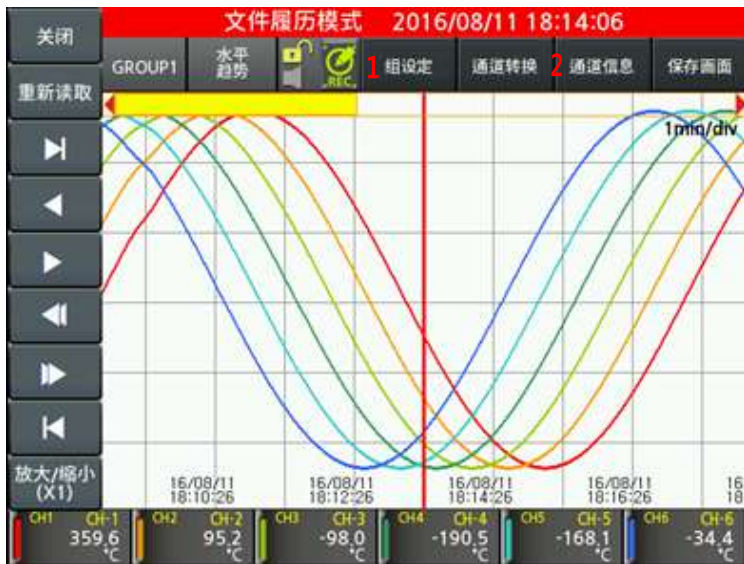 文件履历模式 2016/08/11 18:14:06
关闭
GROUP1
水平
趋势
REC
1 组设定
通道转换
2 通道信息
保存画面
重新读取
1min/div
放大/缩小
(X1)
16/08/11
18:10:26
16/08/11
18:12:26
16/08/11
18:14:26
16/08/11
18:16:26
16
18
CH1 CH-1
359.6
°C
CH2 CH-2
95.2
°C
CH3 CH-3
-98.0
°C
CH4 CH-4
-190.5
°C
CH5 CH-5
-168.1
°C
CH6 CH-6
-34.4
°C